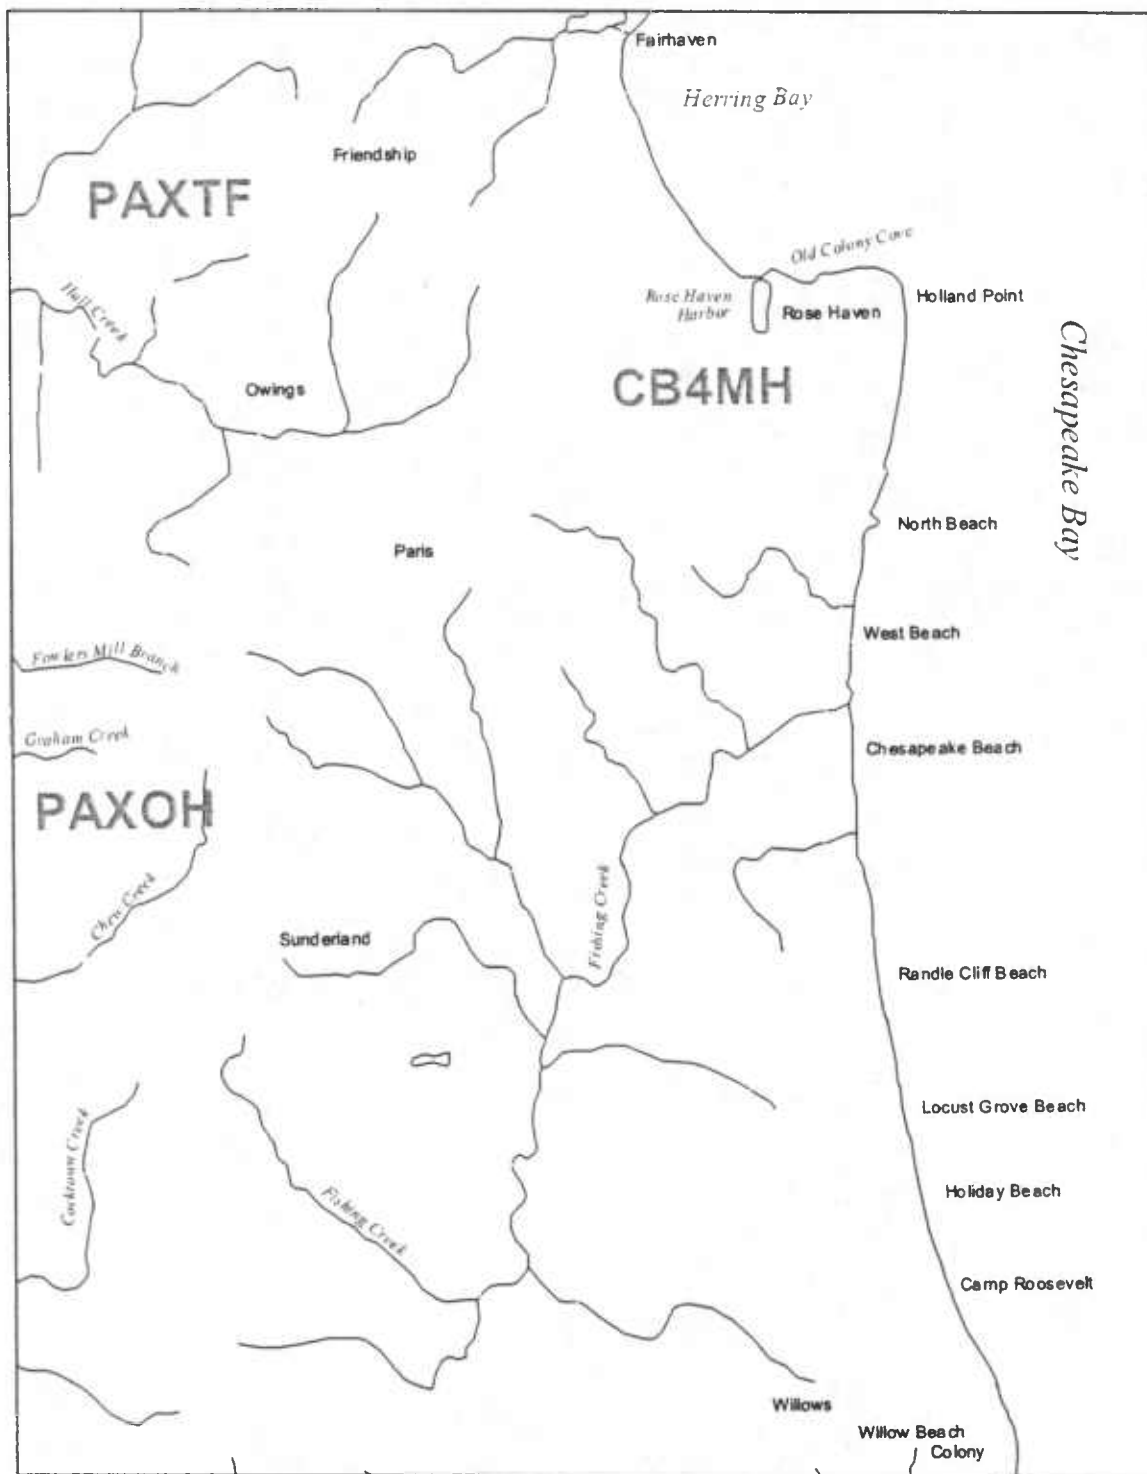 Fairhaven
Herring Bay
Friendship
PAXTF
Old Colony Cove
Hall Creek
Rose Haven
Harbor
Rose Haven
Holland Point
Chesapeake Bay
Owings
CB4MH
North Beach
Paris
West Beach
Fowlers Mill Branch
Graham Creek
Chesapeake Beach
PAXOH
Chew Creek
Fishing Creek
Sunderland
Randle Cliff Beach
Locust Grove Beach
Cocktown Creek
Holiday Beach
Fishing Creek
Camp Roosevelt
Willows
Willow Beach
Colony